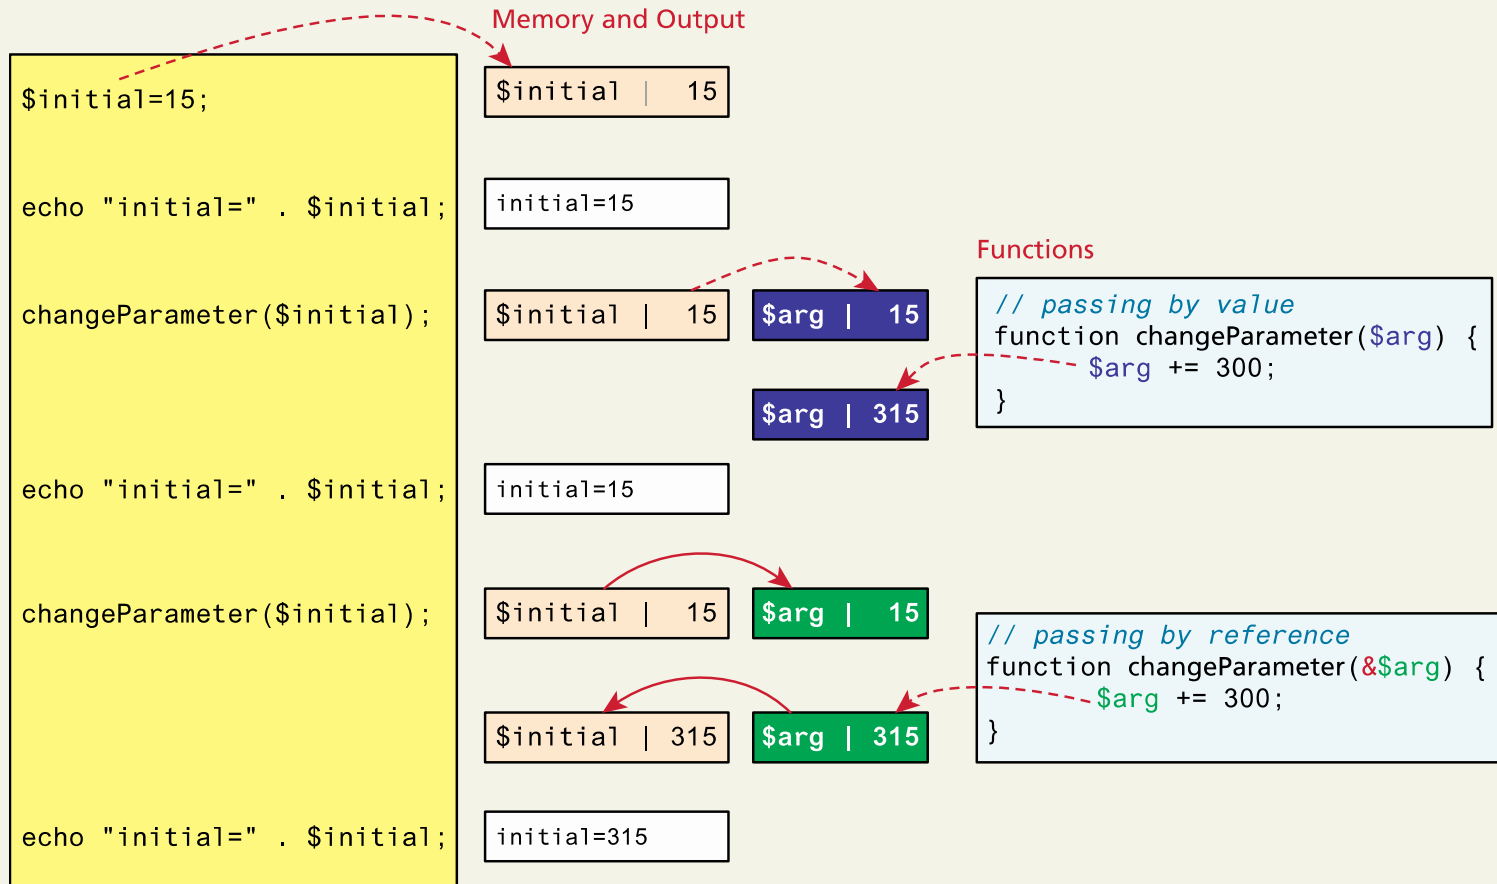 Memory and Output
$initial=15;
$initial | 15
echo "initial=" . $initial;
initial=15
Functions
changeParameter($initial);
$initial | 15
$arg | 15
// passing by value
function changeParameter($arg) {
$arg += 300;
}
$arg | 315
echo "initial=" . $initial;
initial=15
changeParameter($initial);
$initial | 15
$arg | 15
// passing by reference
function changeParameter(&$arg) {
$arg += 300;
}
$initial | 315
$arg | 315
echo "initial=" . $initial;
initial=315